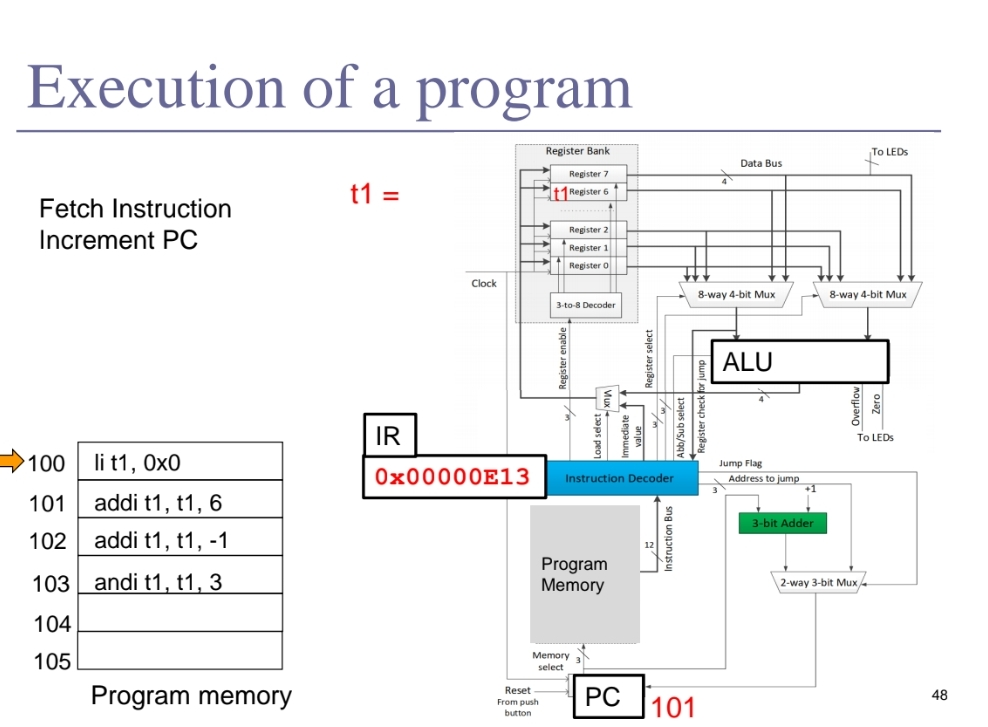 Execution of a program
Fetch Instruction
Increment PC
t1 =
Register Bank
Register 7
t1 Register 6
Register 2
Register 1
Register 0
3-to-8 Decoder
Clock
Data Bus
4
To LEDs
8-way 4-bit Mux
8-way 4-bit Mux
Register enable
Register select
ALU
Mux
4
3
3
3
Load select
Immediate
value
Abb/Sub select
Register check for jump
Overflow
Zero
To LEDs
IR
0x00000E13
Instruction Decoder
Jump Flag
3
Address to jump
+1
3-bit Adder
2-way 3-bit Mux
Instruction Bus
12
Program
Memory
Memory
select
3
Reset
From push
button
PC
101
100 li t1, 0x0
101 addi t1, t1, 6
102 addi t1, t1, -1
103 andi t1, t1, 3
104
105
Program memory
48